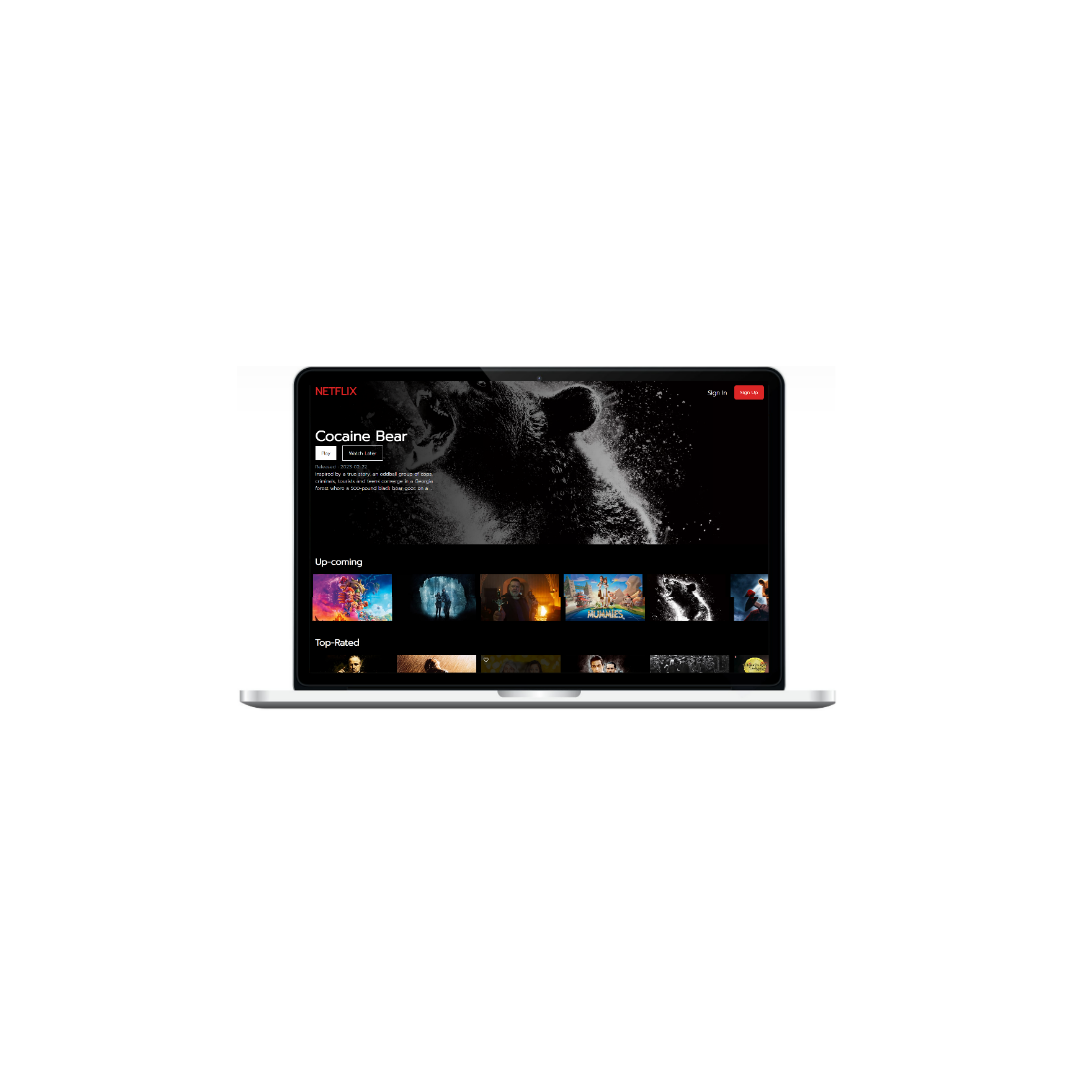 NETFLIX
Sign In
Sign Up
Cocaine Bear
Play
Watch Later
Released : 2023-02-22
Inspired by a true story, an oddball group of cops,
criminals, tourists and teens converge in a Georgia
forest where a 500-pound black bear goes on a
Up-coming
MUMMIES
Top-Rated